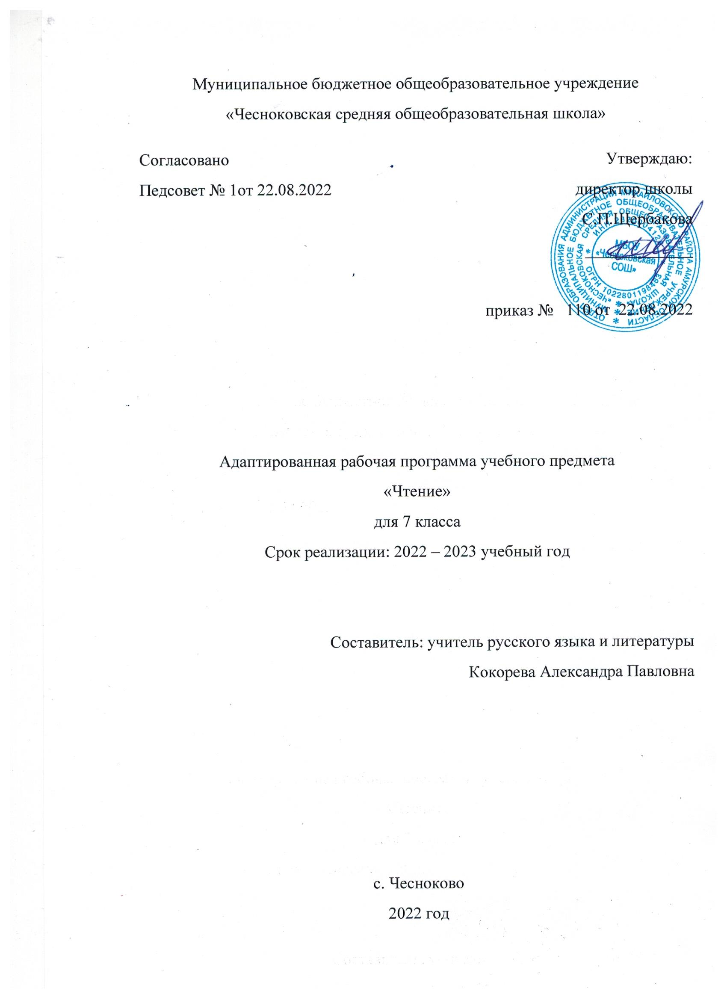 Муниципальное бюджетное общеобразовательное учреждение
«Чесноковская средняя общеобразовательная школа»
Согласовано
Утверждаю:
Педсовет № 1от 22.08.2022
директор школы
С.П.Щербакова
ОТДЕЛ ОБРАЗОВАНИЯ АДМИНИСТРАЦИИ МИХАЙЛОВСКОГО РАЙОНА АМУРСКОЙ ОБЛАСТИ *
МУНИЦИПАЛЬНОЕ БЮДЖЕТНОЕ ОБЩЕОБРАЗОВАТЕЛЬНОЕ УЧРЕЖДЕНИЕ *
«ЧЕСНОКОВСКАЯ СРЕДНЯЯ ОБЩЕОБРАЗОВАТЕЛЬНАЯ ШКОЛА» *
ИНН
ОГРН 1022801198463
МБОУ
«Чесноковская
СОШ»
приказ № 110 от 22.08.2022
Адаптированная рабочая программа учебного предмета
«Чтение»
для 7 класса
Срок реализации: 2022 – 2023 учебный год
Составитель: учитель русского языка и литературы
Кокорева Александра Павловна
с. Чесноково
2022 год